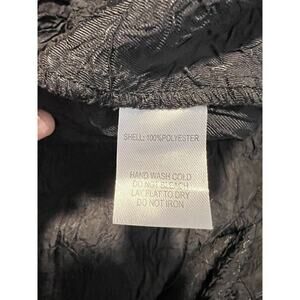 SHELL: 100%POLYESTER
HAND WASH COLD
DO NOT BLEACH
LAY FLAT TO DRY
DO NOT IRON